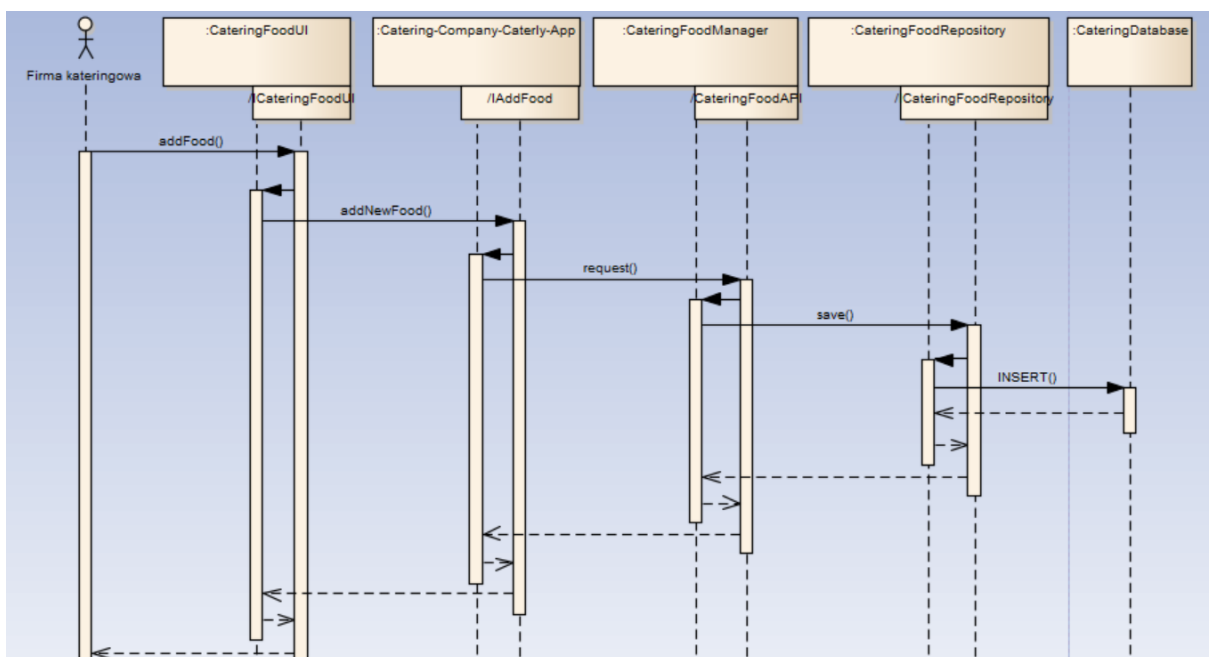 :CateringFoodUI
:Catering-Company-Caterly-App
:CateringFoodManager
:CateringFoodRepository
:CateringDatabase
Firma kateringowa
/ICateringFoodUI
/IAddFood
/CateringFoodAPI
/ICateringFoodRepository
addFood()
addNewFood()
request()
save()
INSERT()